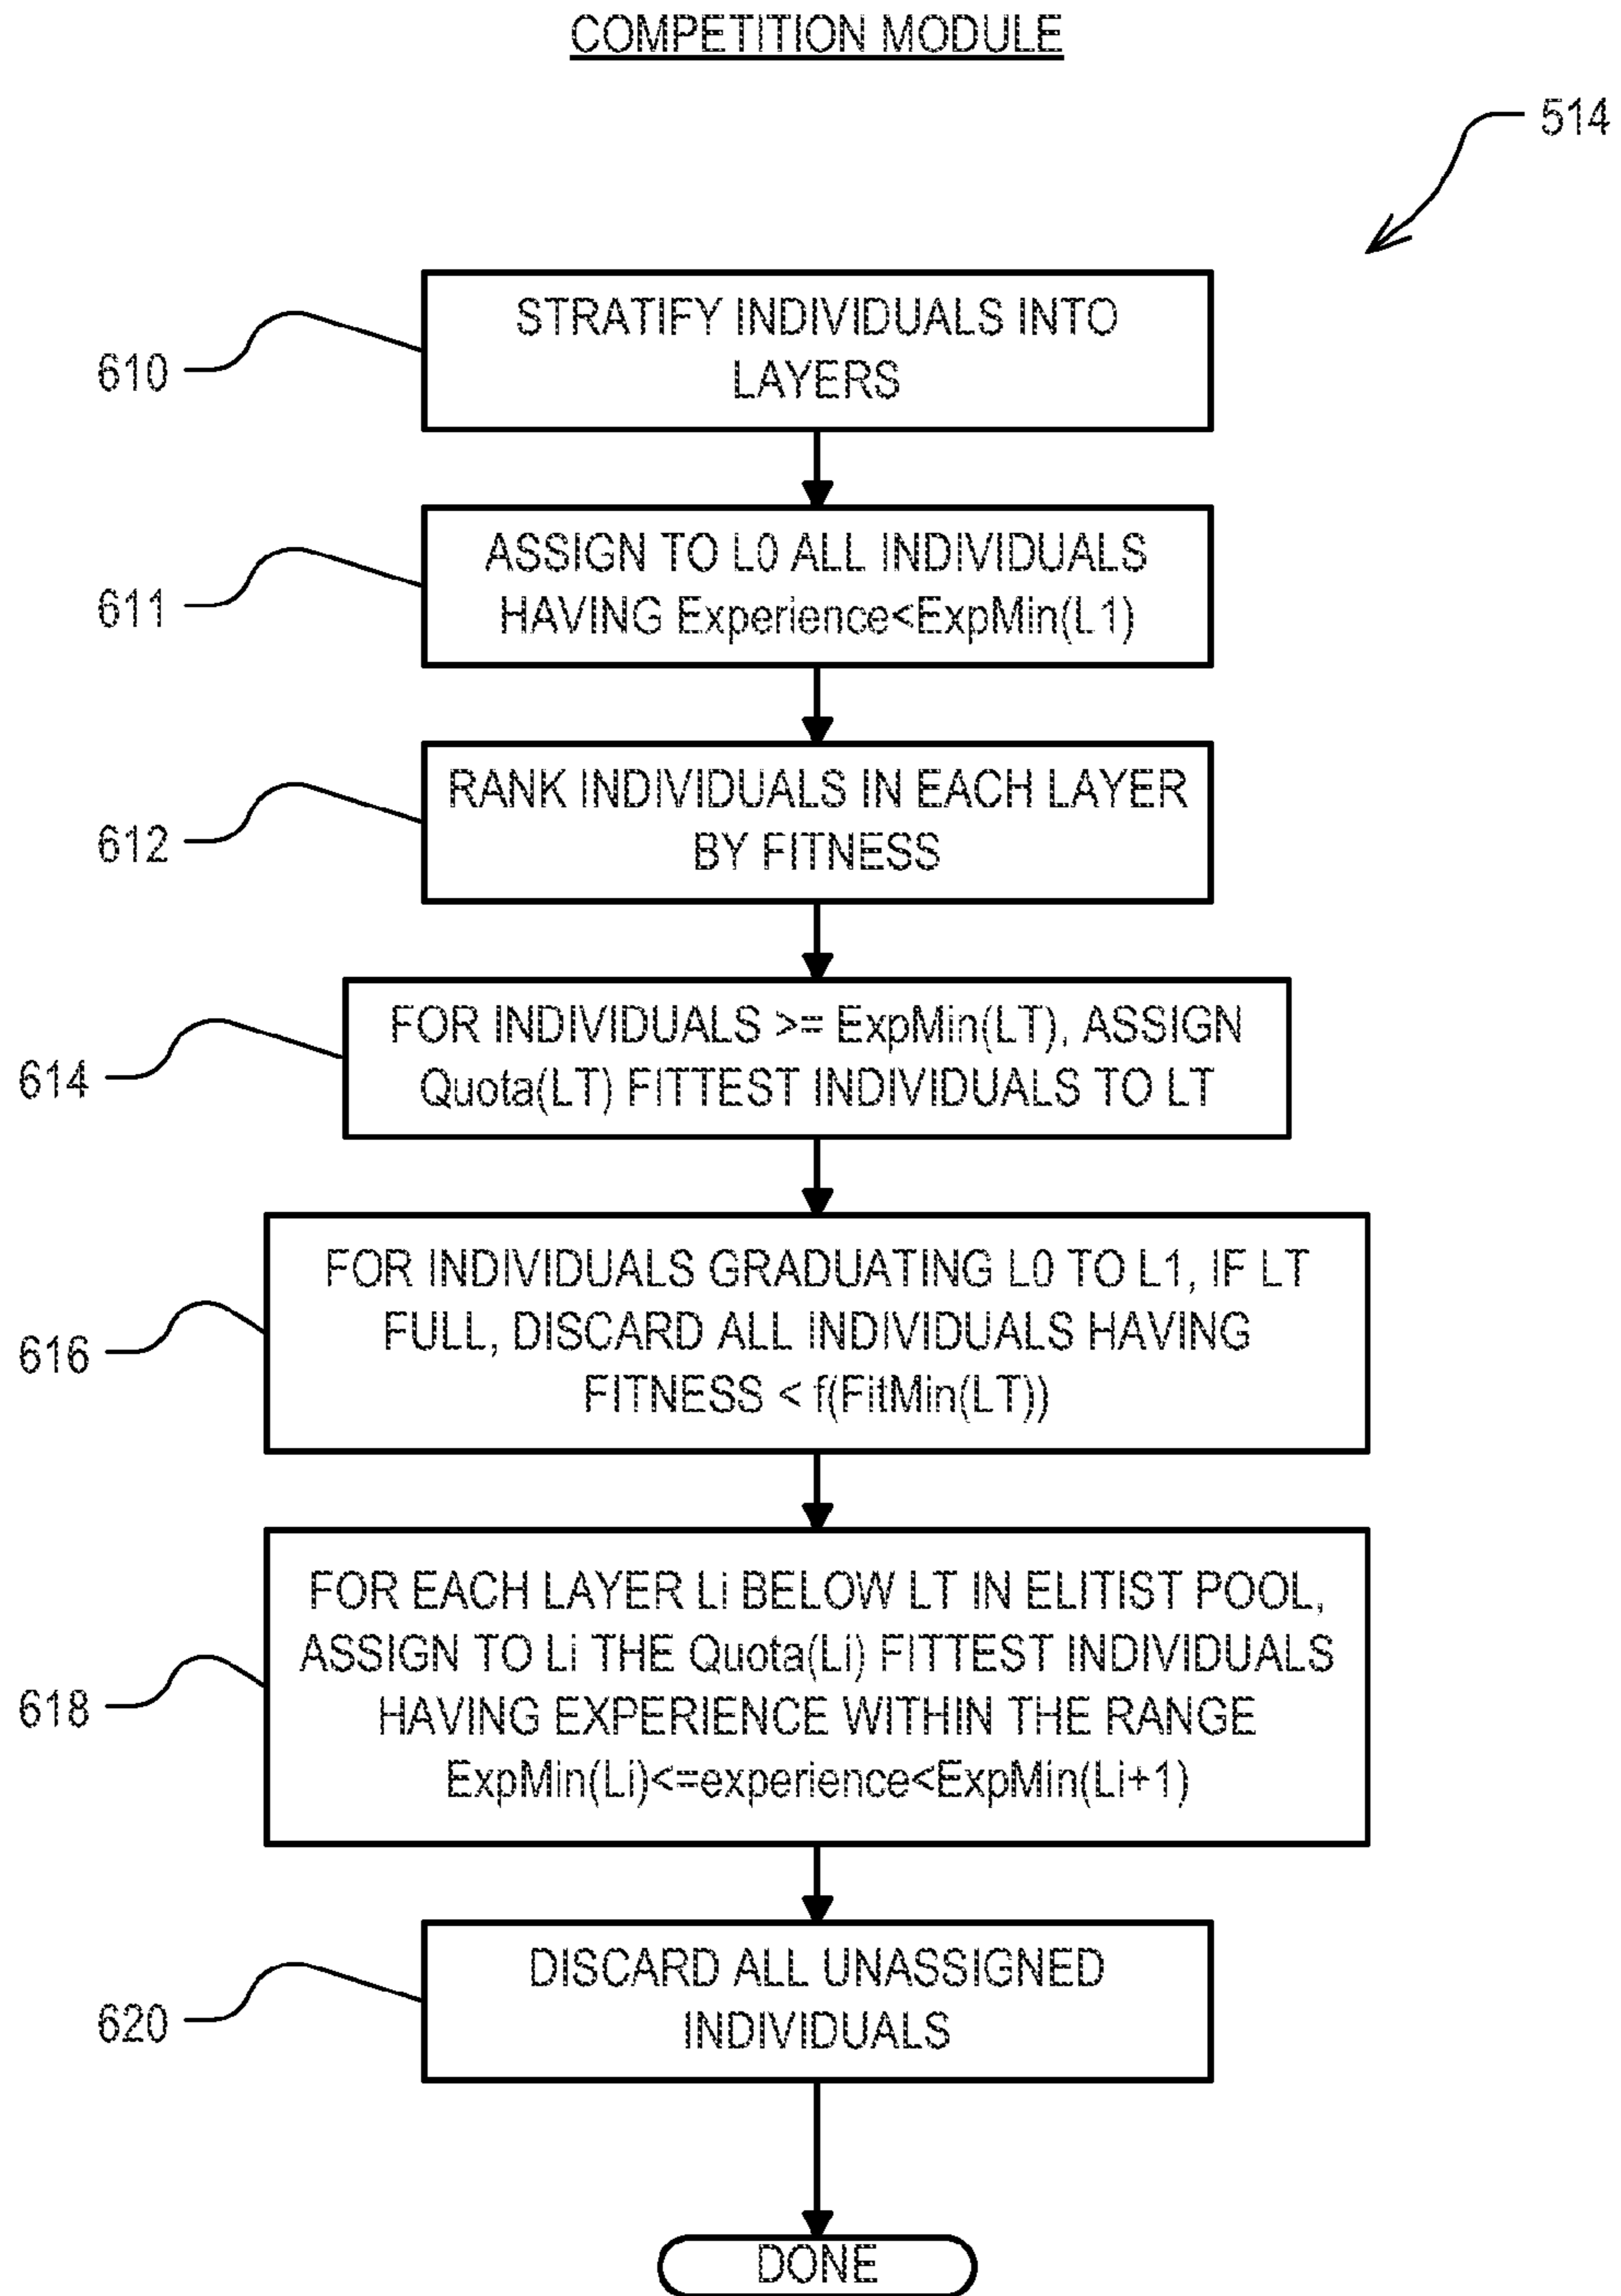 COMPETITION MODULE
514
STRATIFY INDIVIDUALS INTO
LAYERS
610
ASSIGN TO L0 ALL INDIVIDUALS
HAVING Experience<ExpMin(L1)
611
RANK INDIVIDUALS IN EACH LAYER
BY FITNESS
612
FOR INDIVIDUALS >= ExpMin(LT), ASSIGN
Quota(LT) FITTEST INDIVIDUALS TO LT
614
FOR INDIVIDUALS GRADUATING L0 TO L1, IF LT
FULL, DISCARD ALL INDIVIDUALS HAVING
FITNESS < f(FitMin(LT))
616
FOR EACH LAYER Li BELOW LT IN ELITIST POOL,
ASSIGN TO Li THE Quota(Li) FITTEST INDIVIDUALS
HAVING EXPERIENCE WITHIN THE RANGE
ExpMin(Li)<=experience<ExpMin(Li+1)
618
DISCARD ALL UNASSIGNED
INDIVIDUALS
620
DONE